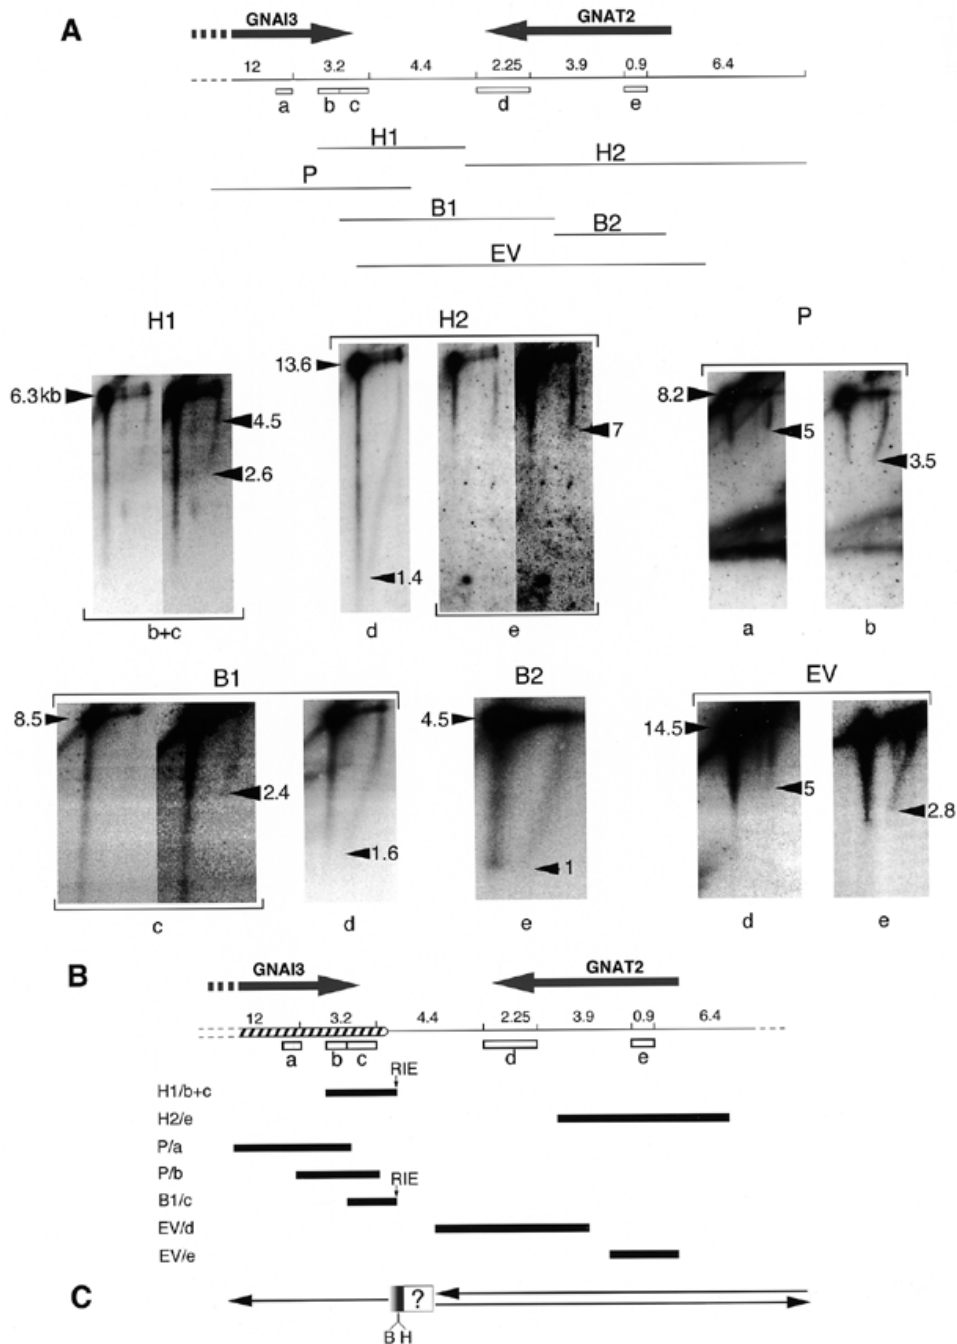 A
GNAI3 GNAT2
12 3.2 4.4 2.25 3.9 0.9 6.4
a b c d e
H1
H2
P
B1
B2
EV
H1 H2 P
6.3kb 4.5 2.6
13.6 1.4 7
8.2 5 3.5
b+c d e a b
B1 B2 EV
8.5 2.4 1.6
4.5 1
14.5 5 2.8
c d e d e
B
GNAI3 GNAT2
12 3.2 4.4 2.25 3.9 0.9 6.4
a b c d e
RIE
H1/b+c
H2/e
P/a
P/b
RIE
B1/c
EV/d
EV/e
C ?
B H